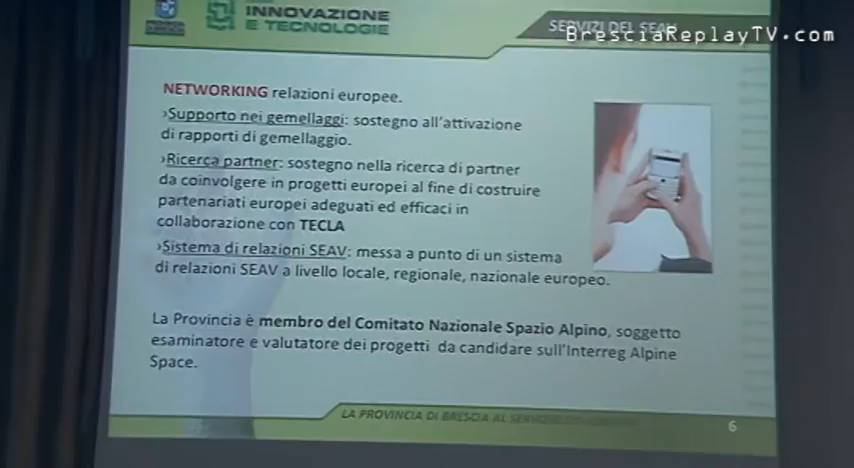 INNOVAZIONE
E TECNOLOGIE
SERVIZI DEL SEAV
BresciaReplayTV.com
NETWORKING relazioni europee.
›Supporto nei gemellaggi: sostegno all'attivazione
di rapporti di gemellaggio.
›Ricerca partner: sostegno nella ricerca di partner
da coinvolgere in progetti europei al fine di costruire
partenariati europei adeguati ed efficaci in
collaborazione con TECLA
›Sistema di relazioni SEAV: messa a punto di un sistema
di relazioni SEAV a livello locale, regionale, nazionale europeo.
La Provincia è membro del Comitato Nazionale Spazio Alpino, soggetto
esaminatore e valutatore dei progetti da candidare sull'Interreg Alpine
Space.
LA PROVINCIA DI BRESCIA AL SERVIZIO
6